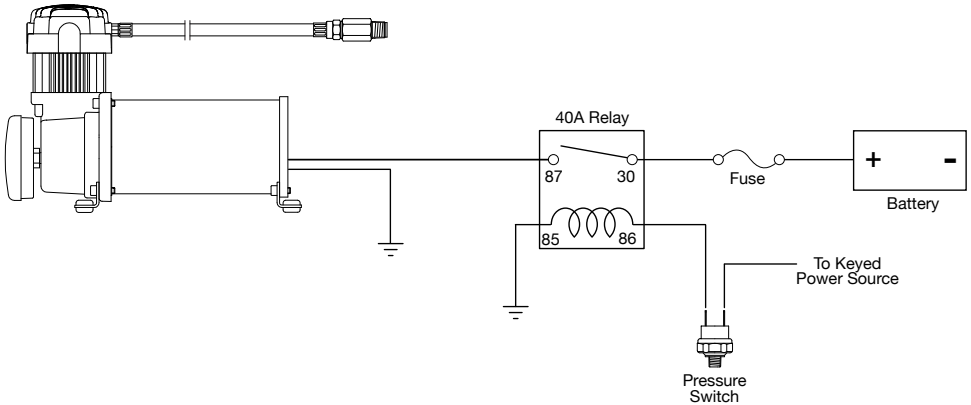 40A Relay
87
30
Fuse
+
-
Battery
85
86
To Keyed
Power Source
Pressure
Switch